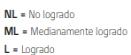 NL = No logrado
ML = Medianamente logrado
L = Logrado